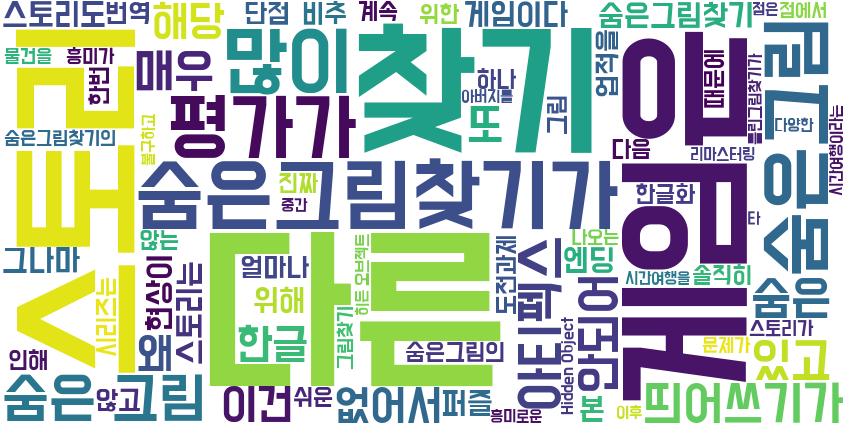 스토리도
번역
해당
단점
비추
계속
위한
게임이다
숨은그림찾기
점은
점에서
물건을
흥미가
한번
매우
많이
찾기
하나
아버지를
업적을
그림
또
게임인
때문에
틀린그림찾기가
숨은그림
스토리
숨은그림찾기의
불구하고
평가가
다음
리마스터링
다양한
시간여행이라는
숨은그림찾기가
진짜
중간
한글화
타
그나마
않는
현상이
얼마나
다른
히든 오브젝트
도전과제
아티펙스
나오는
엔딩
시간여행을
솔직히
숨은
시리즈는
왜
스토리는
위해
한글
그림찾기
숨은그림의
Hidden Object
안되어
문제가
스토리가
있고
인해
숨은
그림
않고
이건
쉬운
없어서
퍼즐
흥미로운
본
이후
띄어쓰기가